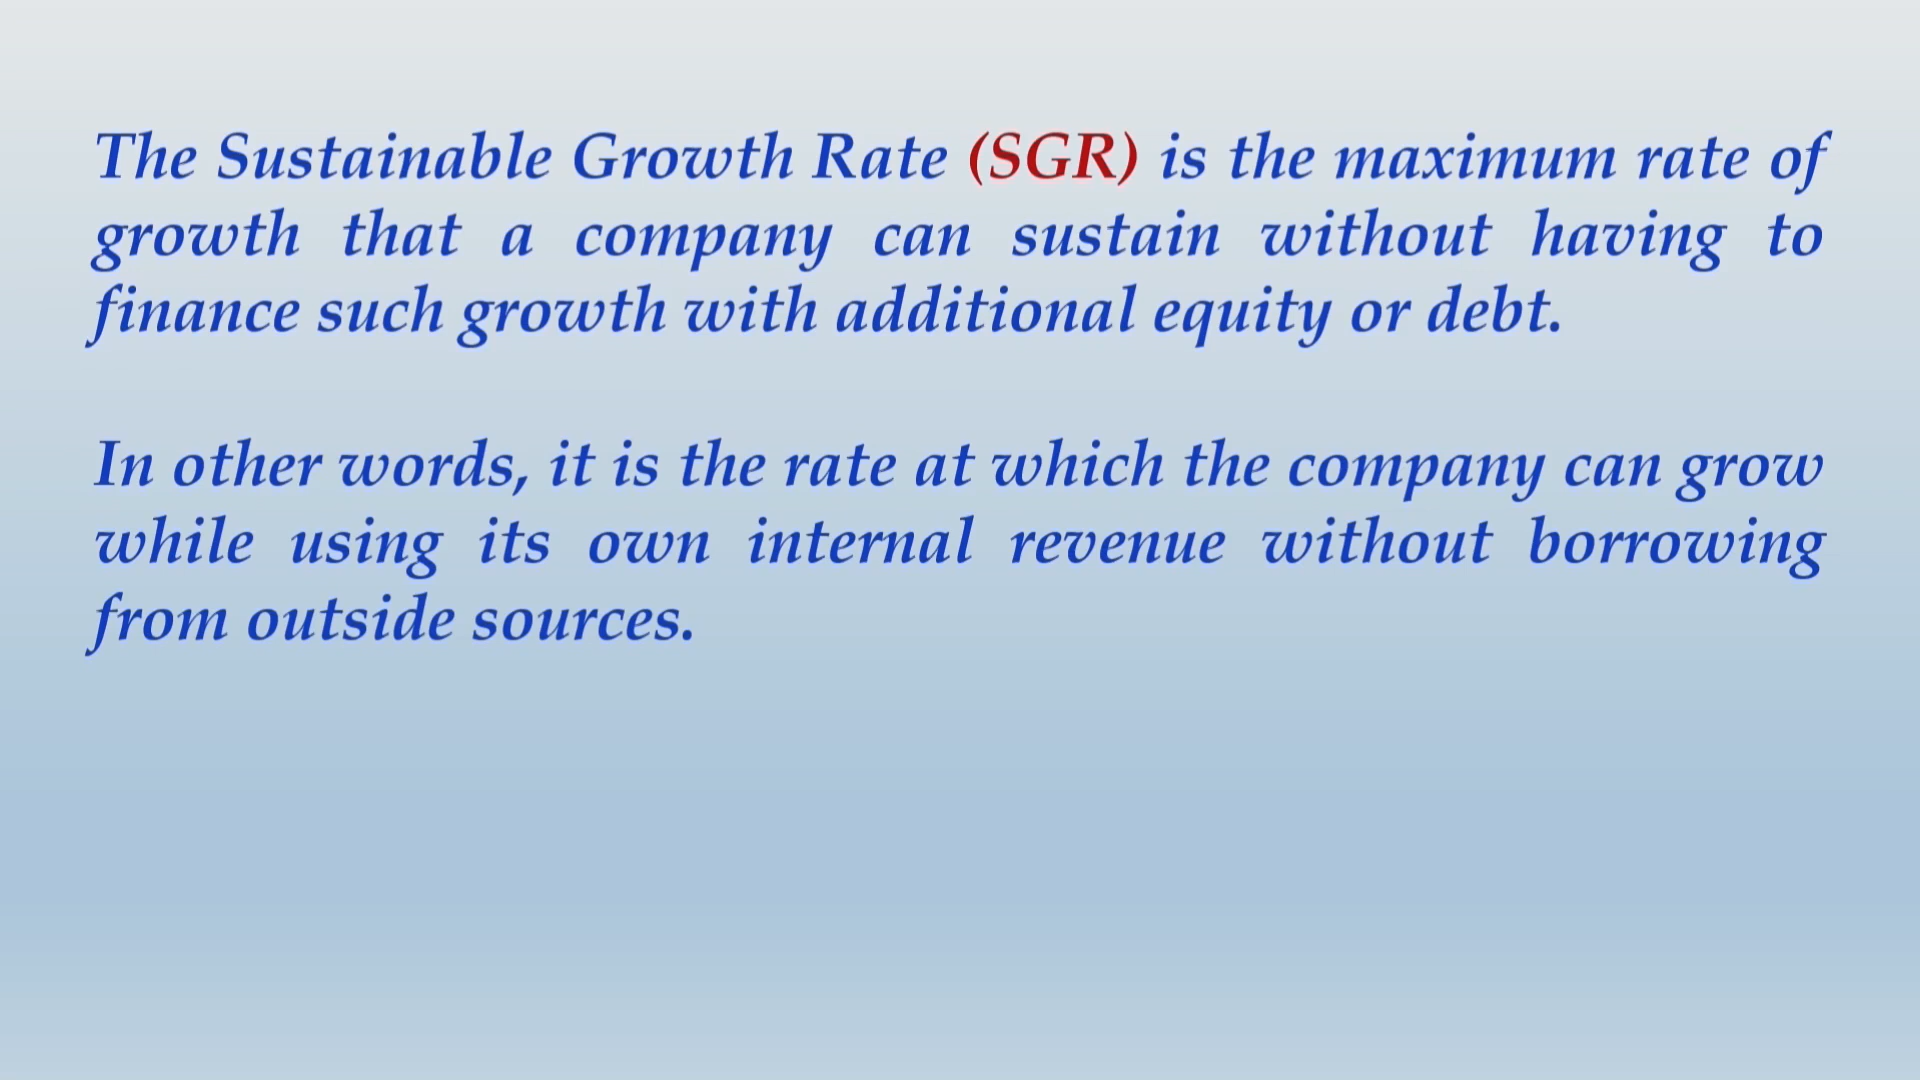 The Sustainable Growth Rate (SGR) is the maximum rate of
growth that a company can sustain without having to
finance such growth with additional equity or debt.
In other words, it is the rate at which the company can grow
while using its own internal revenue without borrowing
from outside sources.